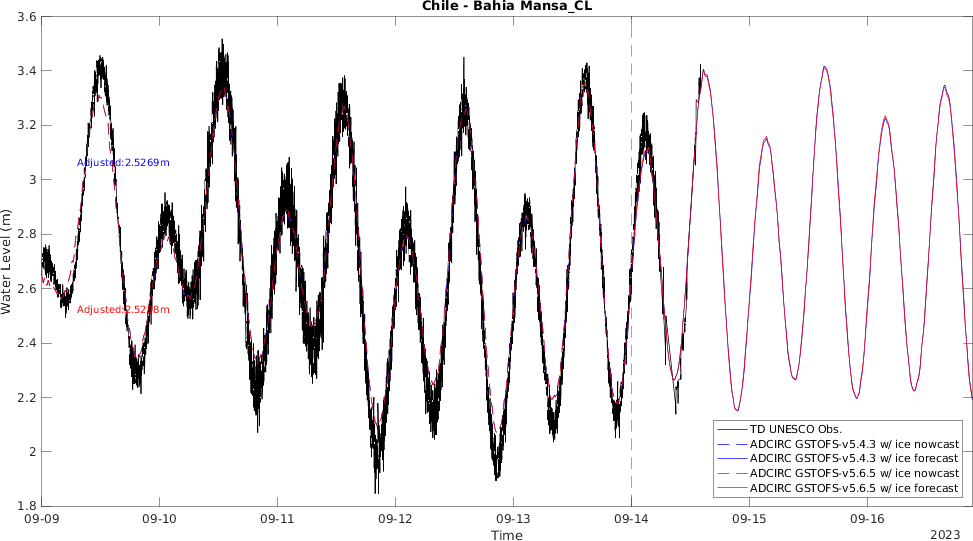 Chile - Bahia Mansa_CL
3.6
3.4
3.2
3
2.8
2.6
2.4
2.2
2
1.8
Water Level (m)
Adjusted:2.5269m
TD UNESCO Obs.
ADCIRC GSTOFS-v5.4.3 w/ ice nowcast
ADCIRC GSTOFS-v5.4.3 w/ ice forecast
ADCIRC GSTOFS-v5.6.5 w/ ice nowcast
ADCIRC GSTOFS-v5.6.5 w/ ice forecast
09-09
09-10
09-11
09-12
09-13
09-14
09-15
09-16
Time
2023